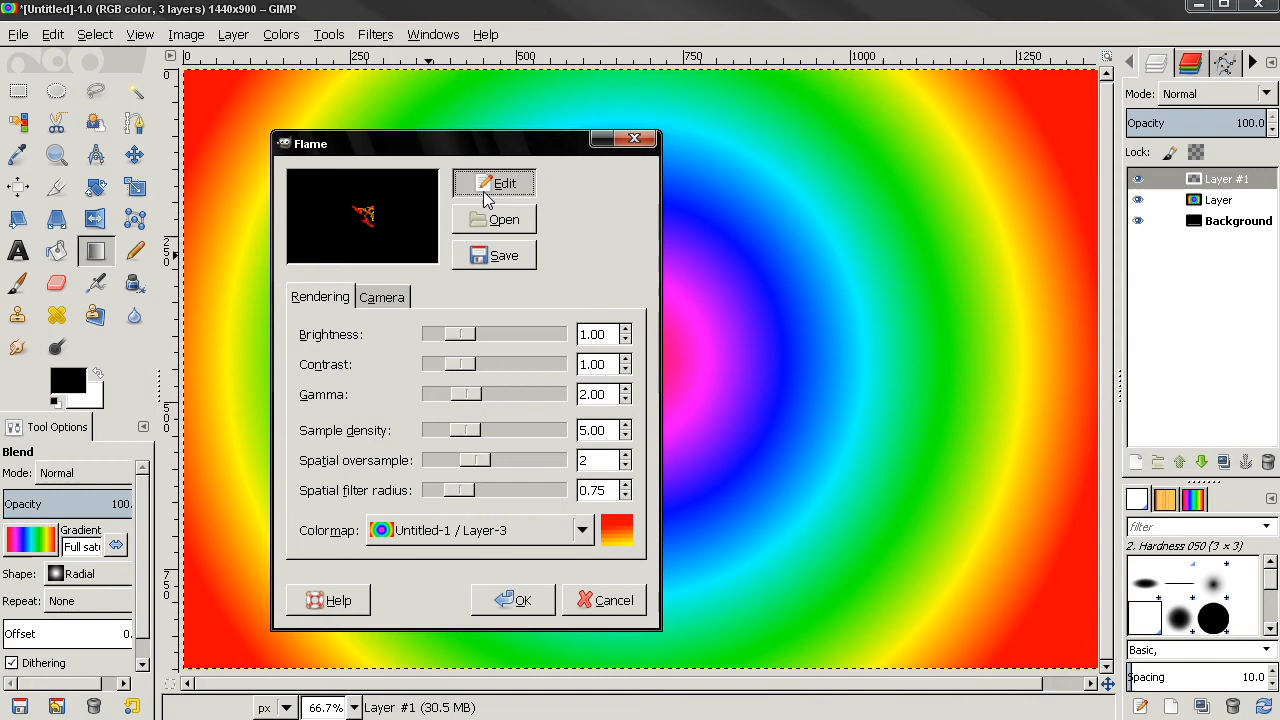 *[Untitled]-1.0 (RGB color, 3 layers) 1440x900 – GIMP
File Edit Select View Image Layer Colors Tools Filters Windows Help
0 250 500 750 1000 1250
Mode: Normal
Opacity 100.0
Lock:
Layer #1
Layer
Background
Flame
Edit
Open
Save
Rendering Camera
Brightness: 1.00
Contrast: 1.00
Gamma: 2.00
Sample density: 5.00
Spatial oversample: 2
Spatial filter radius: 0.75
Colormap: Untitled-1 / Layer-3
Help OK Cancel
Tool Options
Blend
Mode: Normal
Opacity 100.
Gradient
Full satu
Shape: Radial
Repeat: None
Offset 0.
Dithering
0
250
500
750
filter
2. Hardness 050 (3 × 3)
Basic,
Spacing 10.0
px 66.7% Layer #1 (30.5 MB)